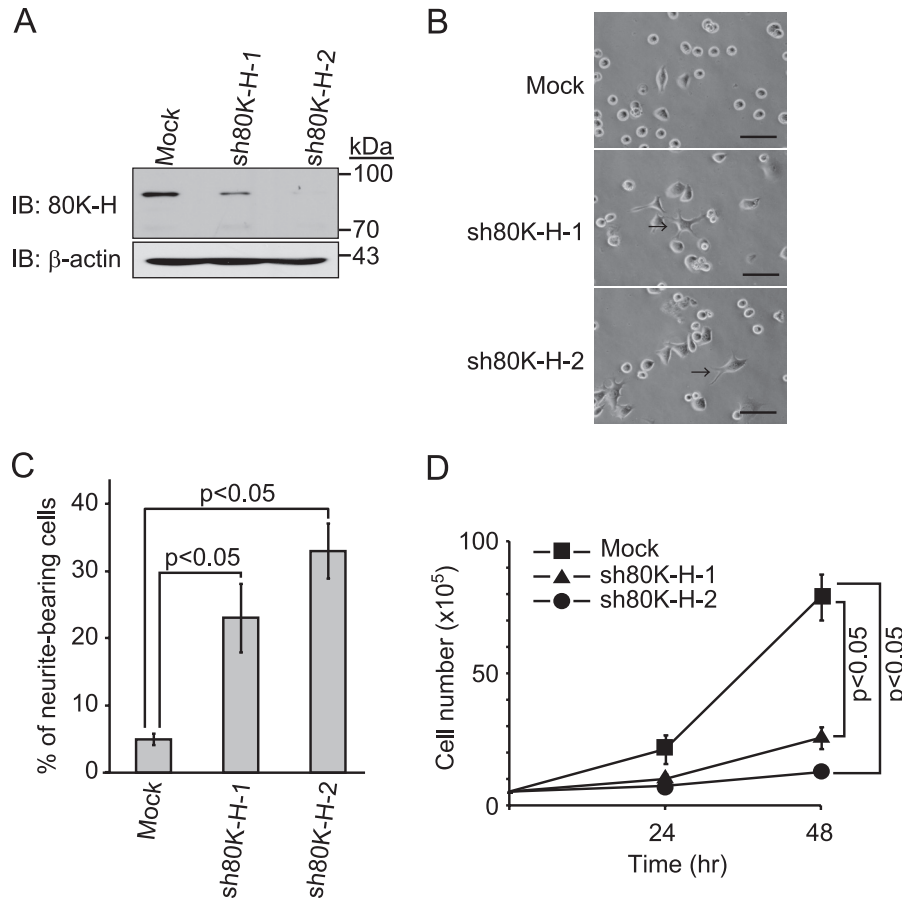 A
Mock
sh80K-H-1
sh80K-H-2
kDa
100
IB: 80K-H
70
IB: β-actin
43
B
Mock
sh80K-H-1
sh80K-H-2
C
% of neurite-bearing cells
40
30
20
10
0
p<0.05
p<0.05
Mock
sh80K-H-1
sh80K-H-2
D
Cell number (x10⁵)
100
50
0
Mock
sh80K-H-1
sh80K-H-2
p<0.05
p<0.05
24
48
Time (hr)